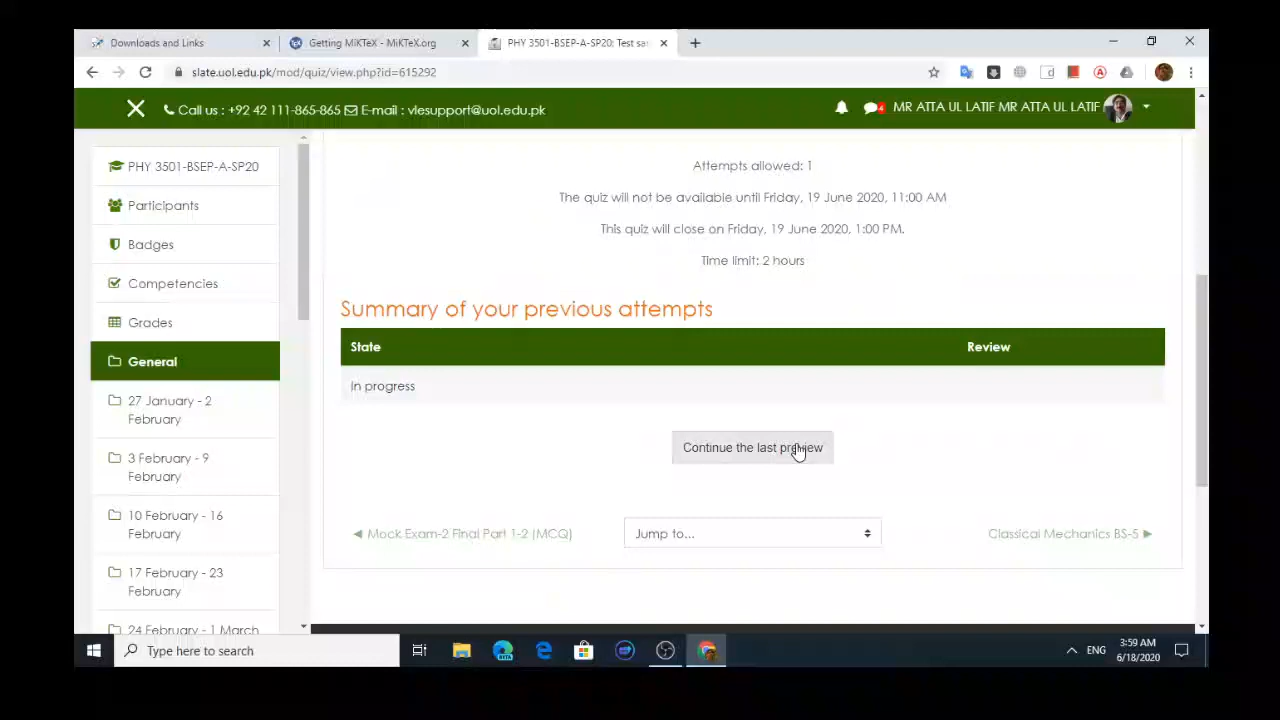 Downloads and Links
Getting MiKTeX - MiKTeX.org
PHY 3501-BSEP-A-SP20: Test sa
slate.uol.edu.pk/mod/quiz/view.php?id=615292
Call us : +92 42 111-865-865 E-mail : vlesupport@uol.edu.pk
4
MR ATTA UL LATIF MR ATTA UL LATIF
PHY 3501-BSEP-A-SP20
Participants
Badges
Competencies
Grades
General
27 January - 2
February
3 February - 9
February
10 February - 16
February
17 February - 23
February
24 February - 1 March
Attempts allowed: 1
The quiz will not be available until Friday, 19 June 2020, 11:00 AM
This quiz will close on Friday, 19 June 2020, 1:00 PM.
Time limit: 2 hours
Summary of your previous attempts
State Review
In progress
Continue the last preview
◄ Mock Exam-2 Final Part 1-2 (MCQ)
Jump to...
Classical Mechanics BS-5 ►
Type here to search
ENG
3:59 AM
6/18/2020